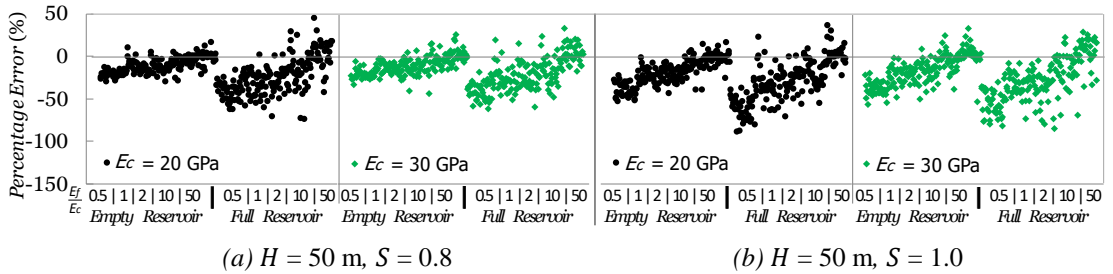 Percentage Error (%)
50
0
-50
-100
-150
Ec = 20 GPa
Ec = 30 GPa
Ec = 20 GPa
Ec = 30 GPa
Ef
Ec
0.5 | 1 | 2 | 10 | 50
0.5 | 1 | 2 | 10 | 50
0.5 | 1 | 2 | 10 | 50
0.5 | 1 | 2 | 10 | 50
0.5 | 1 | 2 | 10 | 50
0.5 | 1 | 2 | 10 | 50
0.5 | 1 | 2 | 10 | 50
0.5 | 1 | 2 | 10 | 50
Empty Reservoir
Full Reservoir
Empty Reservoir
Full Reservoir
Empty Reservoir
Full Reservoir
Empty Reservoir
Full Reservoir
(a) H = 50 m, S = 0.8
(b) H = 50 m, S = 1.0